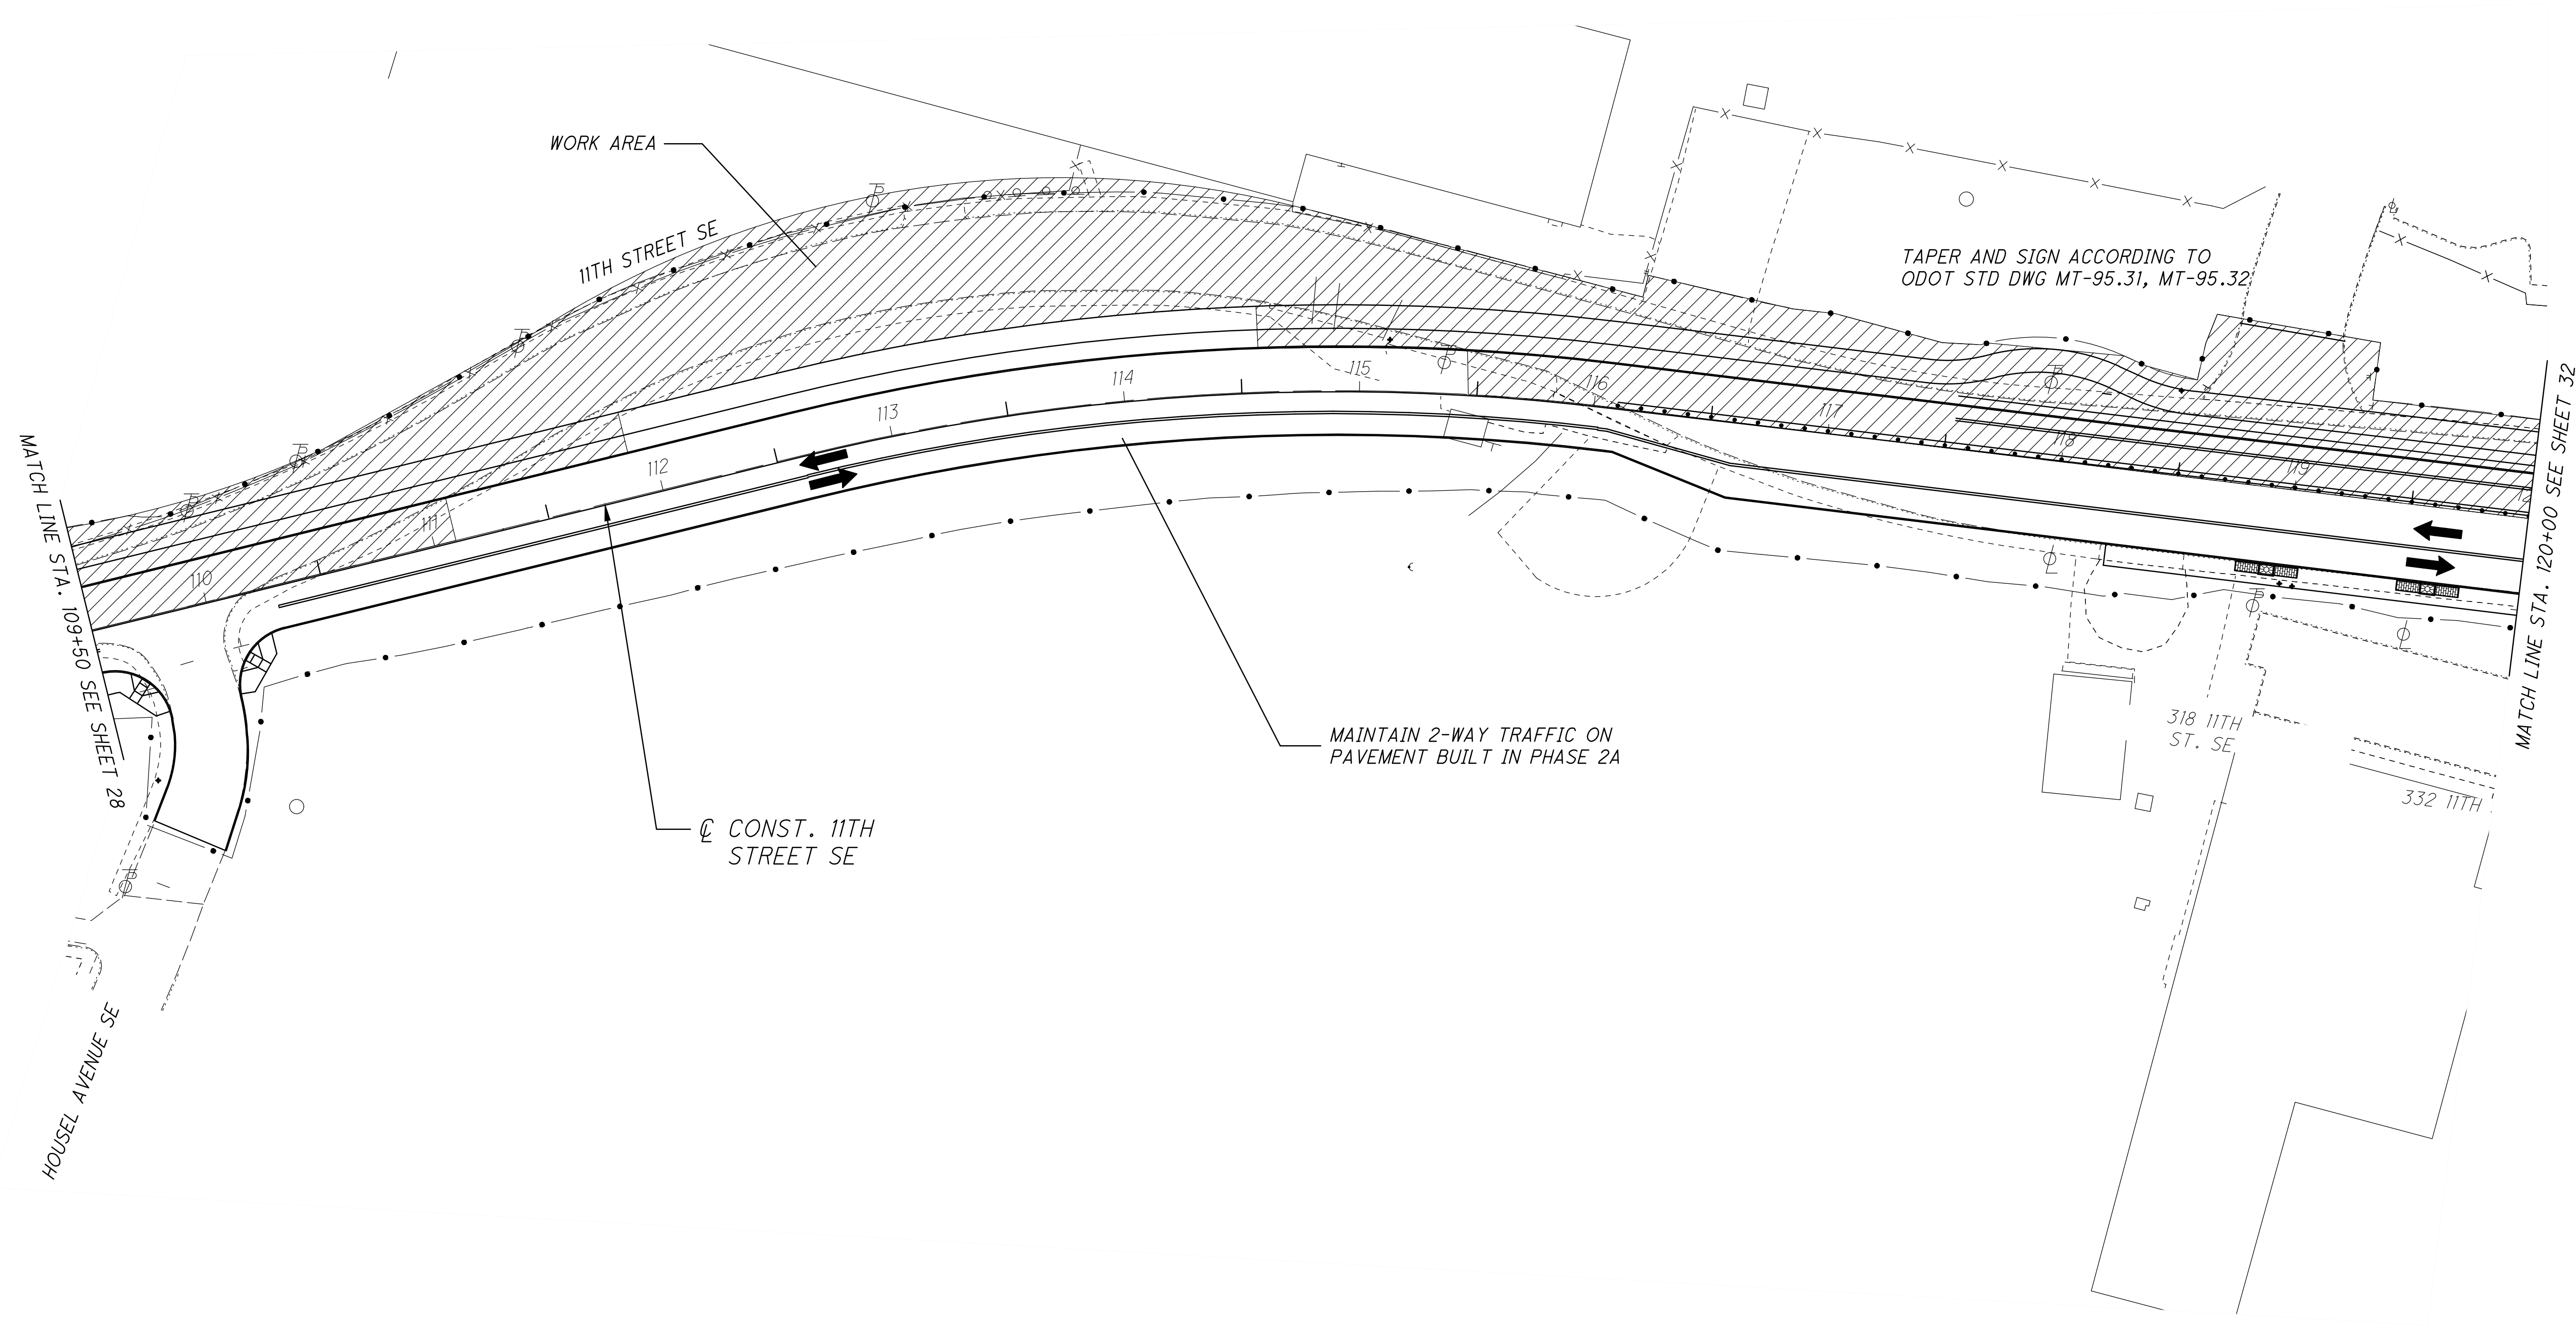 WORK AREA
11TH STREET SE
TAPER AND SIGN ACCORDING TO
ODOT STD DWG MT-95.31, MT-95.32
MATCH LINE STA. 109+50 SEE SHEET 28
110
111
112
113
114
115
116
117
118
119
MATCH LINE STA. 120+00 SEE SHEET 32
MAINTAIN 2-WAY TRAFFIC ON
PAVEMENT BUILT IN PHASE 2A
℄ CONST. 11TH
STREET SE
318 11TH
ST. SE
332 11TH
HOUSEL AVENUE SE